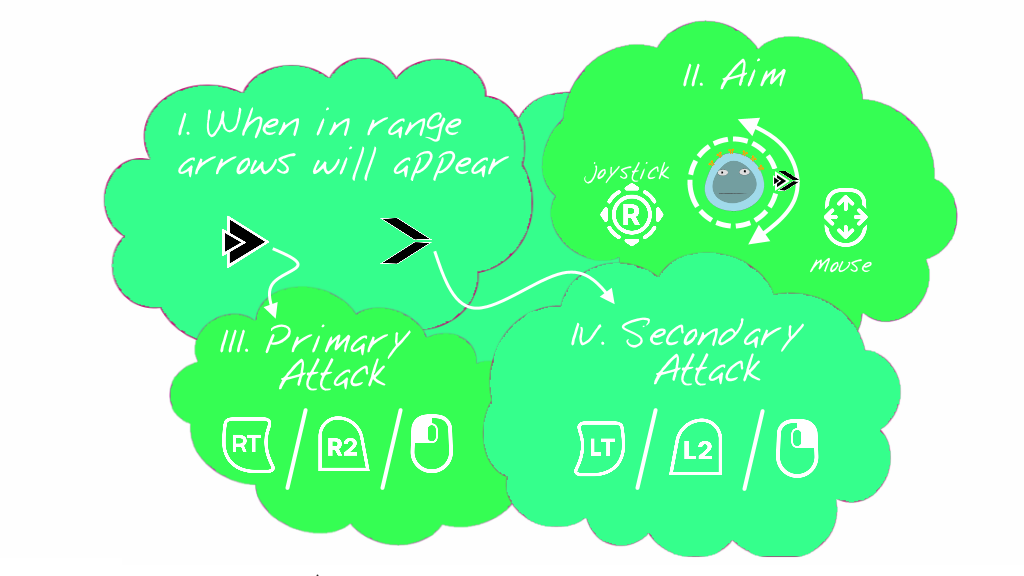 I. When in range
arrows will appear
II. Aim
joystick
R
mouse
III. Primary
Attack
RT / R2 /
IV. Secondary
Attack
LT / L2 /